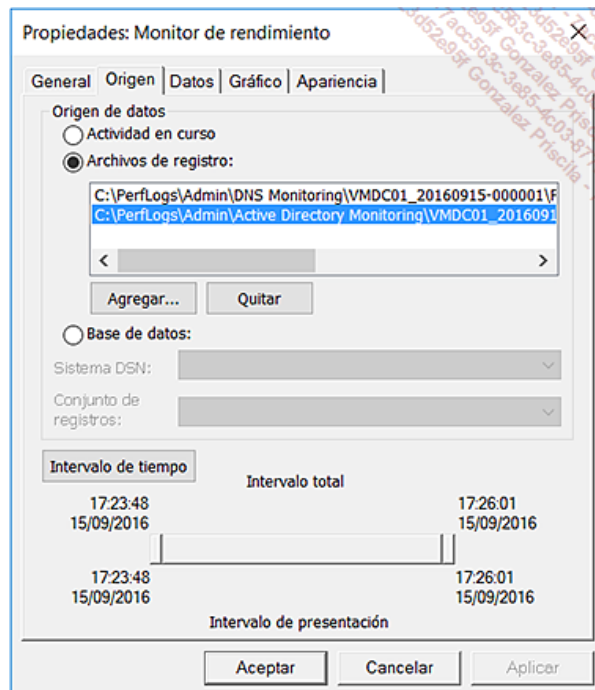 Propiedades: Monitor de rendimiento
General Origen Datos Gráfico Apariencia
Origen de datos
Actividad en curso
Archivos de registro:
C:\PerfLogs\Admin\DNS Monitoring\VMDC01_20160915-000001\
C:\PerfLogs\Admin\Active Directory Monitoring\VMDC01_2016091
Agregar... Quitar
Base de datos:
Sistema DSN:
Conjunto de
registros:
Intervalo de tiempo
Intervalo total
17:23:48 17:26:01
15/09/2016 15/09/2016
17:23:48 17:26:01
15/09/2016 15/09/2016
Intervalo de presentación
Aceptar Cancelar Aplicar
Gonzalez Priscila